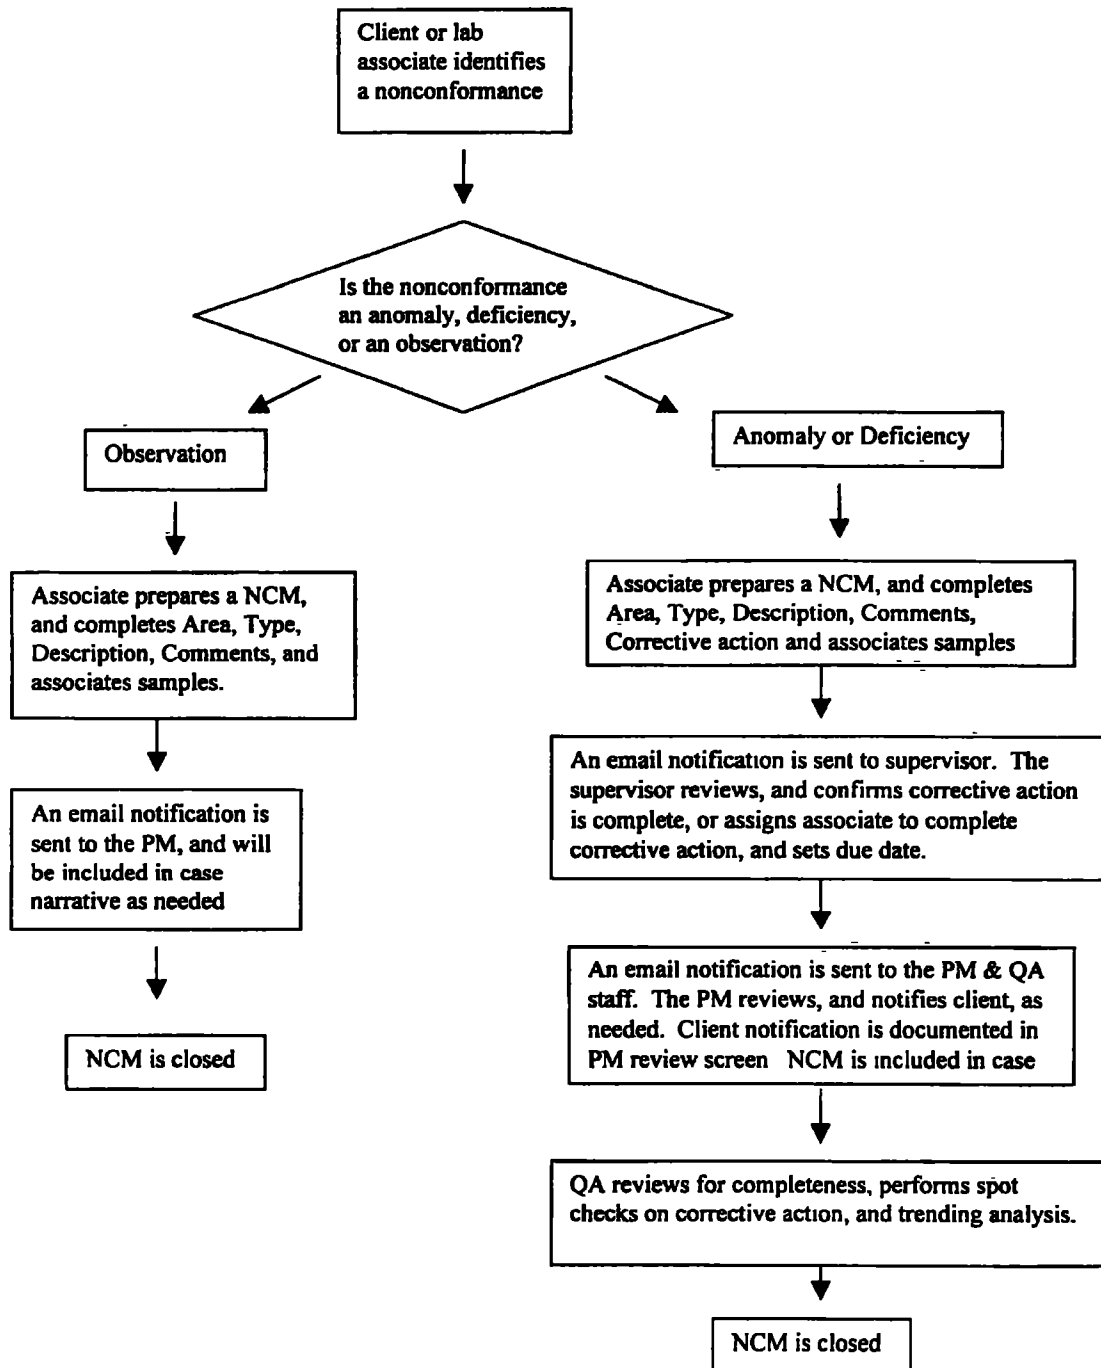 Client or lab
associate identifies
a nonconformance
Is the nonconformance
an anomaly, deficiency,
or an observation?
Observation
Anomaly or Deficiency
Associate prepares a NCM,
and completes Area, Type,
Description, Comments, and
associates samples.
Associate prepares a NCM, and completes
Area, Type, Description, Comments,
Corrective action and associates samples
An email notification is
sent to the PM, and will
be included in case
narrative as needed
An email notification is sent to supervisor. The
supervisor reviews, and confirms corrective action
is complete, or assigns associate to complete
corrective action, and sets due date.
An email notification is sent to the PM & QA
staff. The PM reviews, and notifies client, as
needed. Client notification is documented in
PM review screen NCM is included in case
NCM is closed
QA reviews for completeness, performs spot
checks on corrective action, and trending analysis.
NCM is closed